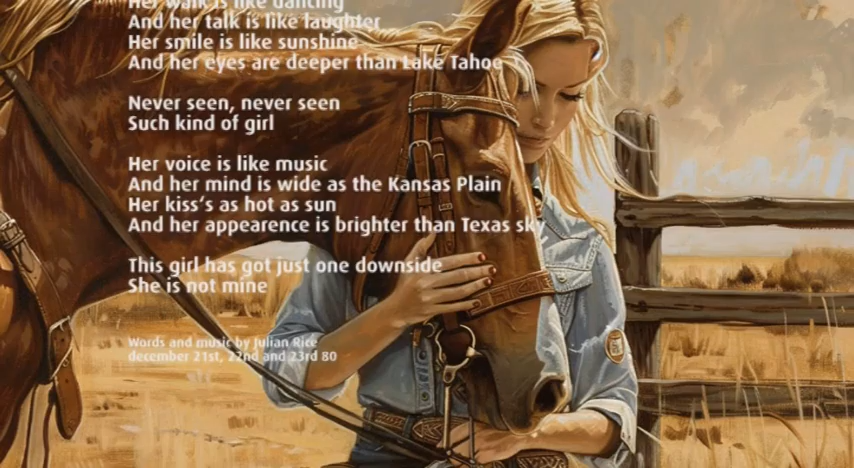 Her walk is like dancing
And her talk is like laughter
Her smile is like sunshine
And her eyes are deeper than Lake Tahoe
Never seen, never seen
Such kind of girl
Her voice is like music
And her mind is wide as the Kansas Plain
Her kiss's as hot as sun
And her appearence is brighter than Texas sky
This girl has got just one downside
She is not mine
Words and music by Julian Rice
december 21st, 22nd and 23rd 80